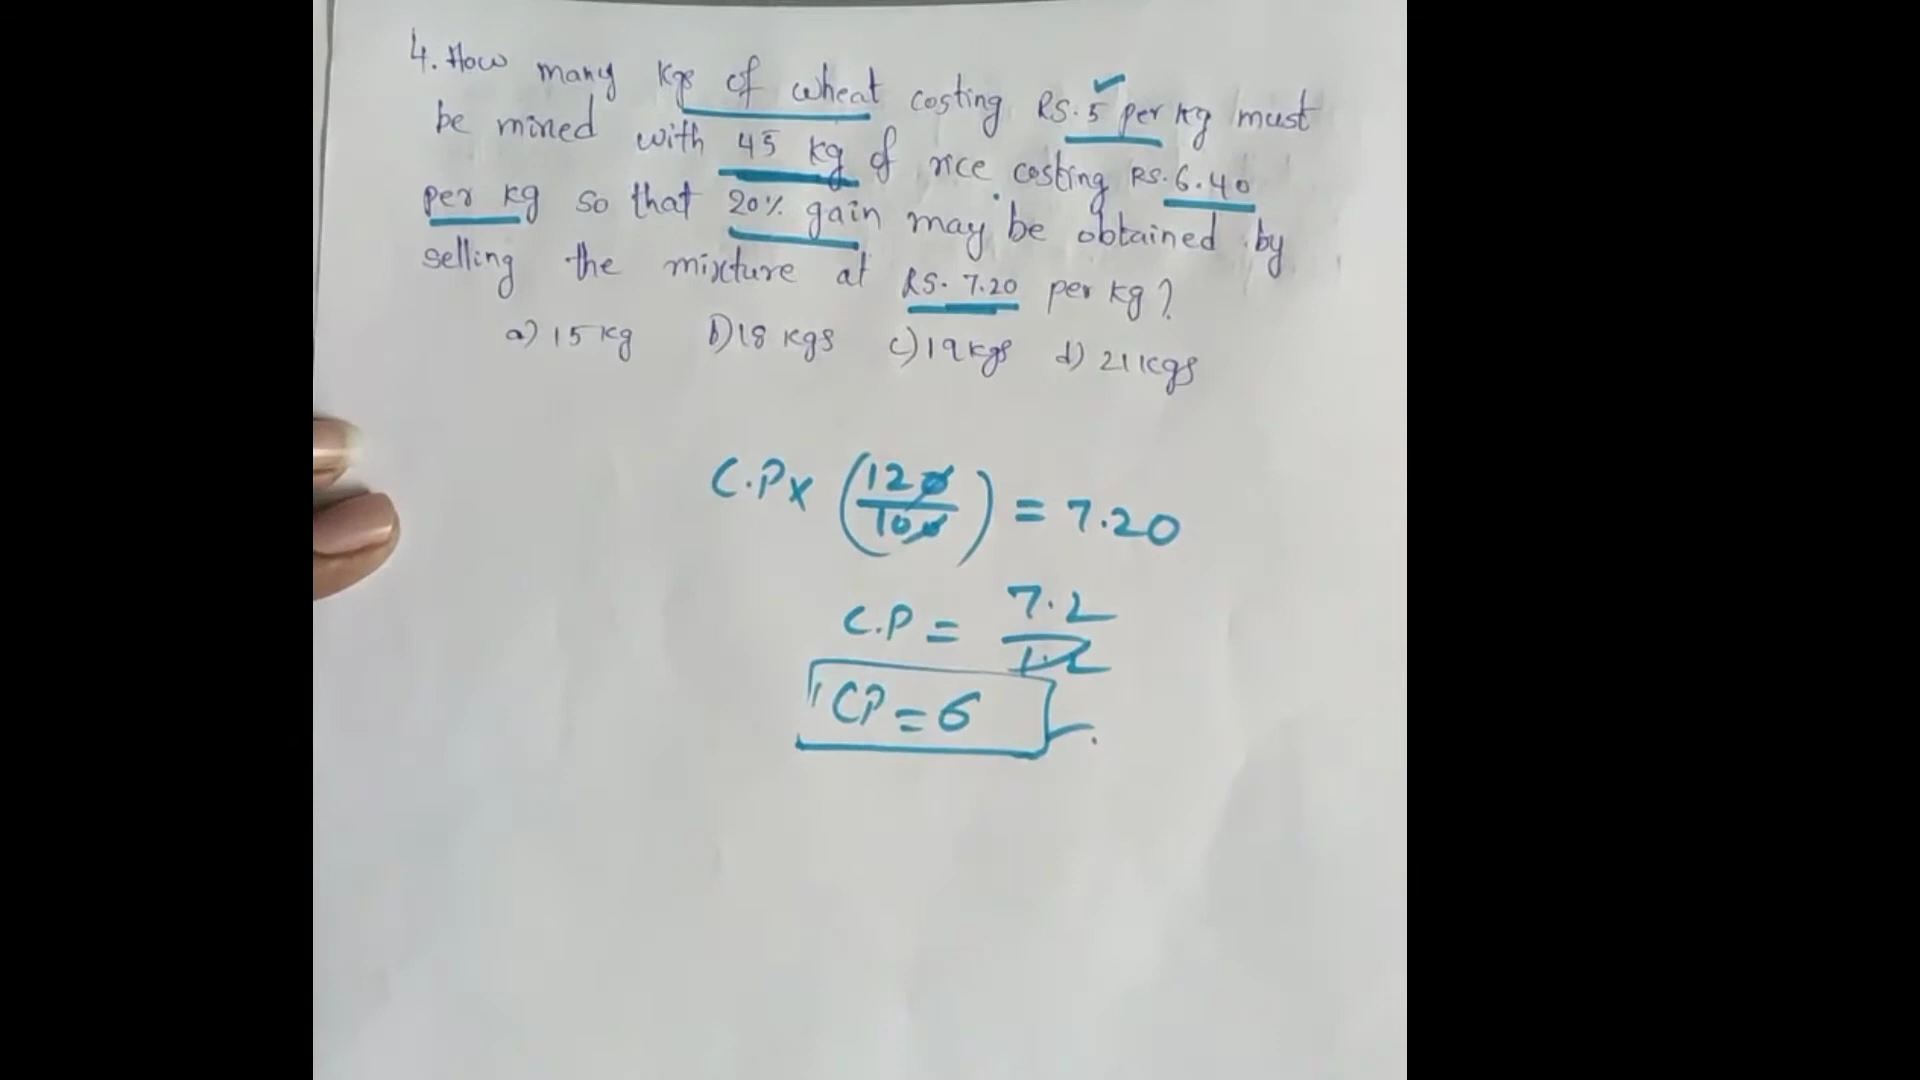 4. How many kgs of wheat costing RS. 5 per kg must
be mixed with 45 kg of rice costing RS. 6.40
per kg so that 20% gain may be obtained by
selling the mixture at RS. 7.20 per kg?
a) 15 kg b) 18 kgs c) 19 kgs d) 21 kgs
C.P x (120/100) = 7.20
C.P = 7.2/1.2
CP = 6